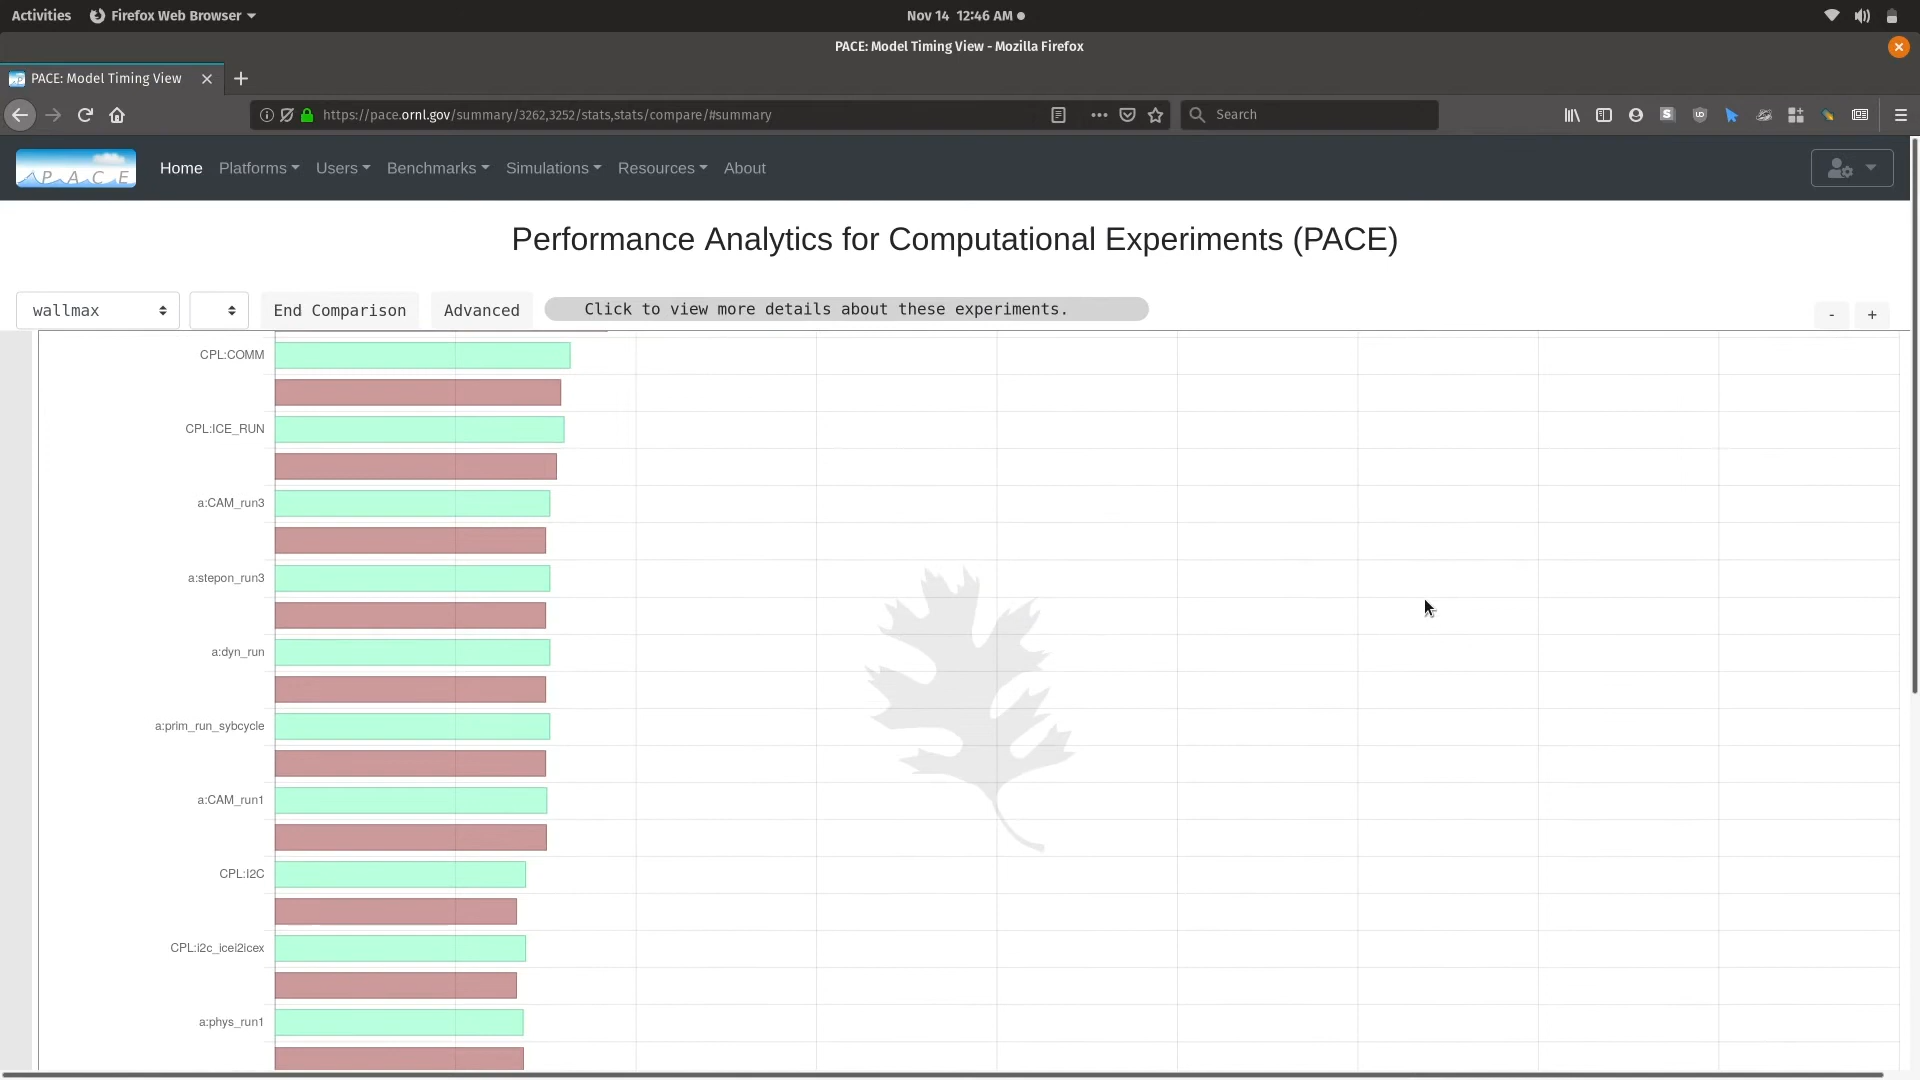 Activities Firefox Web Browser Nov 14 12:46 AM
PACE: Model Timing View - Mozilla Firefox
PACE: Model Timing View
https://pace.ornl.gov/summary/3262,3252/stats,stats/compare/#summary Search
PACE Home Platforms Users Benchmarks Simulations Resources About
Performance Analytics for Computational Experiments (PACE)
wallmax End Comparison Advanced Click to view more details about these experiments. - +
CPL:COMM
CPL:ICE_RUN
a:CAM_run3
a:stepon_run3
a:dyn_run
a:prim_run_sybcycle
a:CAM_run1
CPL:I2C
CPL:i2c_icei2icex
a:phys_run1